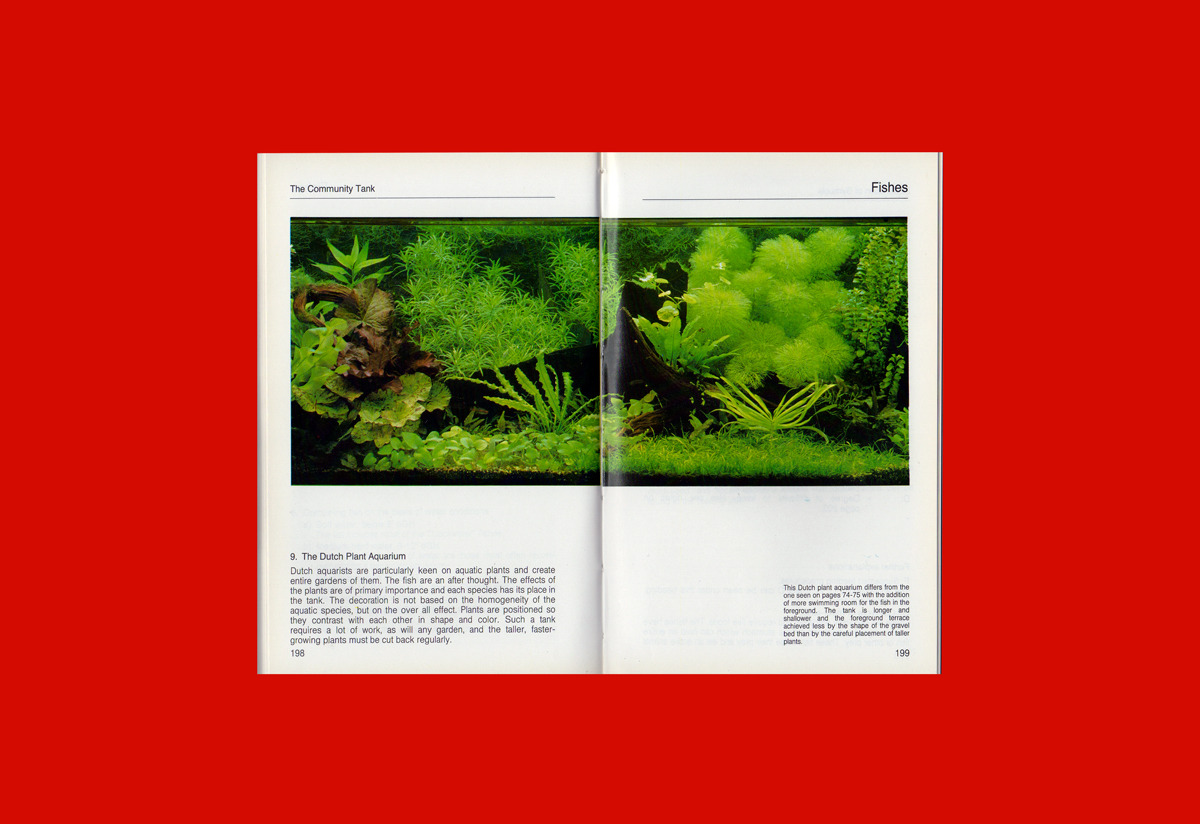 The Community Tank
Fishes
9. The Dutch Plant Aquarium
Dutch aquarists are particularly keen on aquatic plants and create
entire gardens of them. The fish are an after thought. The effects of
the plants are of primary importance and each species has its place in
the tank. The decoration is not based on the homogeneity of the
aquatic species, but on the over all effect. Plants are positioned so
they contrast with each other in shape and color. Such a tank
requires a lot of work, as will any garden, and the taller, faster-
growing plants must be cut back regularly.
198
This Dutch plant aquarium differs from the
one seen on pages 74-75 with the addition
of more swimming room for the fish in the
foreground. The tank is longer and
shallower and the foreground terrace
achieved less by the shape of the gravel
bed than by the careful placement of taller
plants.
199